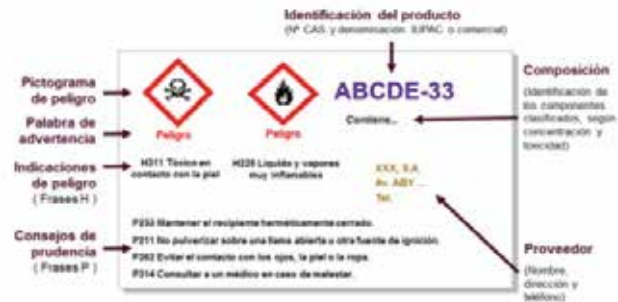 Identificación del producto
(Nº CAS y denominación IUPAC o comercial)
Pictograma
de peligro
ABCDE-33
Composición
(Identificación de
los componentes
clasificados, según
concentración y
toxicidad)
Palabra de
advertencia
Peligro
Peligro
Contiene...
Indicaciones
de peligro
( Frases H )
H311 Tóxico en
contacto con la piel
H225 Líquido y vapores
muy inflamables
XXX, S.A.
Av. ABY ...
Tel.
Consejos de
prudencia
( Frases P )
P233 Mantener el recipiente herméticamente cerrado.
P211 No pulverizar sobre una llama abierta u otra fuente de ignición.
P262 Evitar el contacto con los ojos, la piel o la ropa.
P314 Consultar a un médico en caso de malestar.
Proveedor
(Nombre,
dirección y
teléfono)